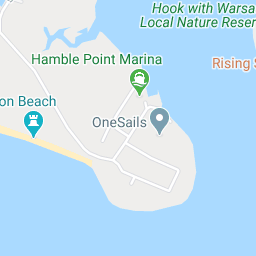 Hook with Warsa
Local Nature Reser
Hamble Point Marina
Rising S
on Beach
OneSails